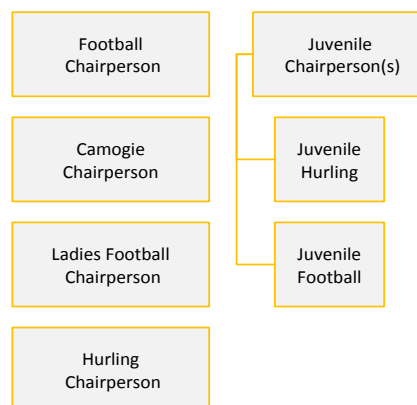 Football
Chairperson
Juvenile
Chairperson(s)
Camogie
Chairperson
Juvenile
Hurling
Ladies Football
Chairperson
Juvenile
Football
Hurling
Chairperson